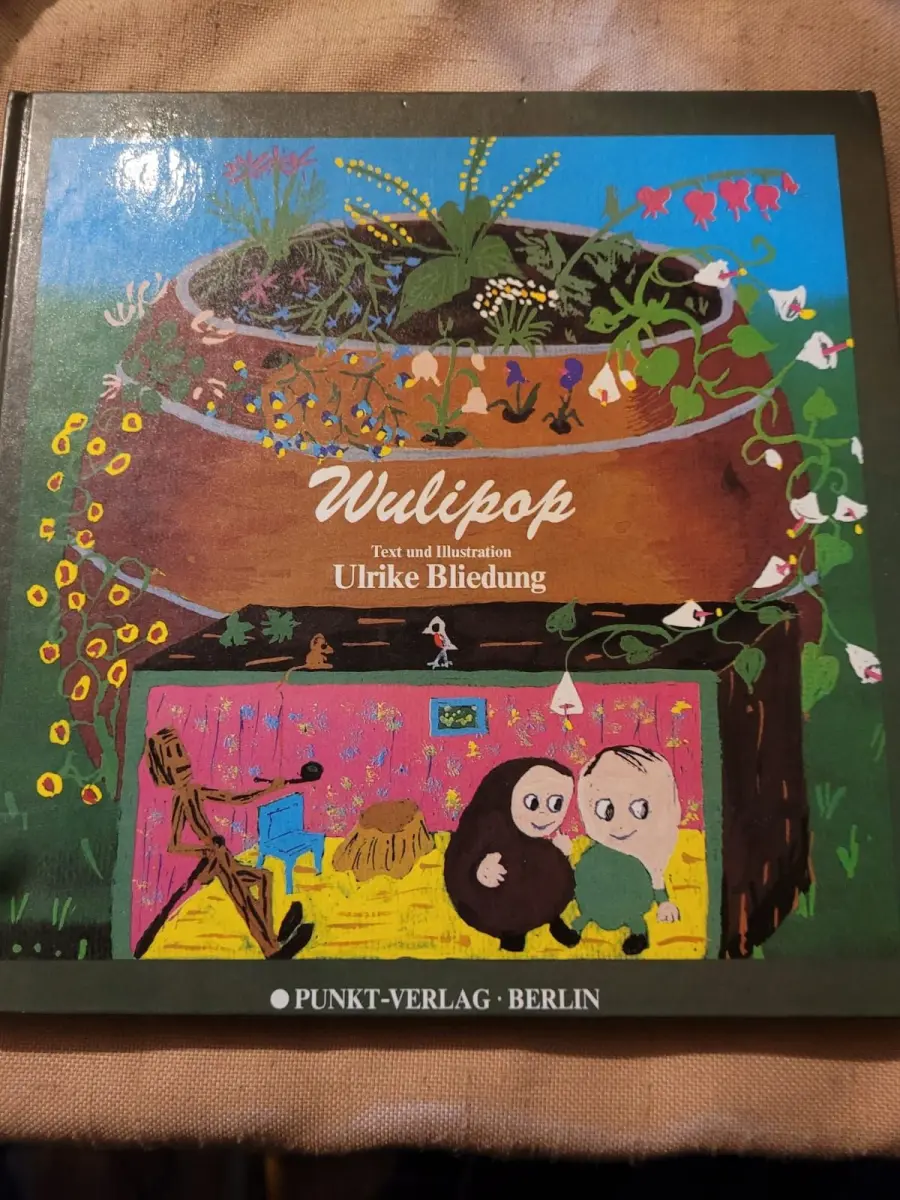 Wulipop
Text und Illustration
Ulrike Bliedung
PUNKT-VERLAG · BERLIN